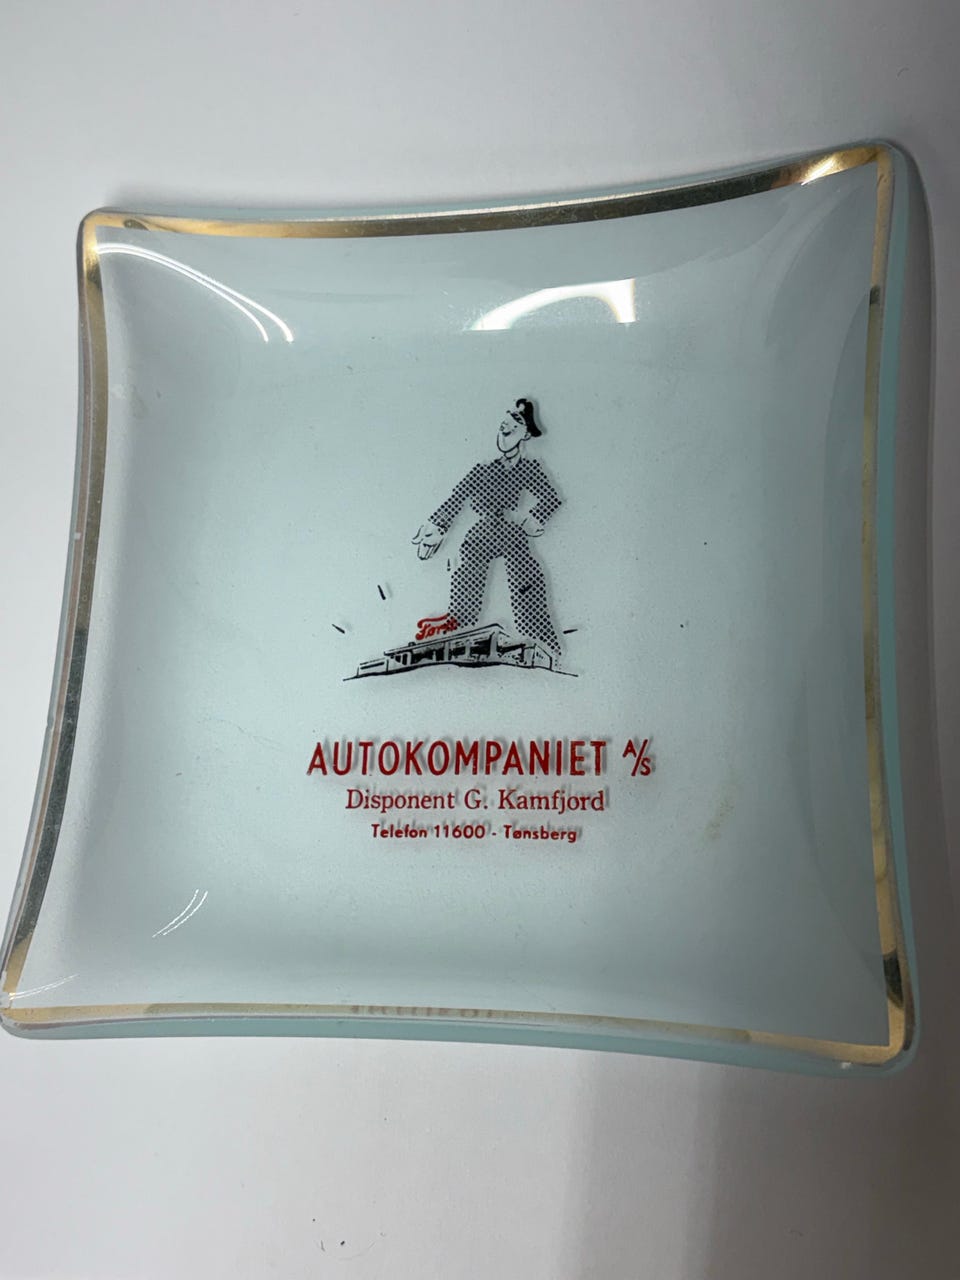 Ford
AUTOKOMPANIET A/S
Disponent G. Kamfjord
Telefon 11600 - Tønsberg